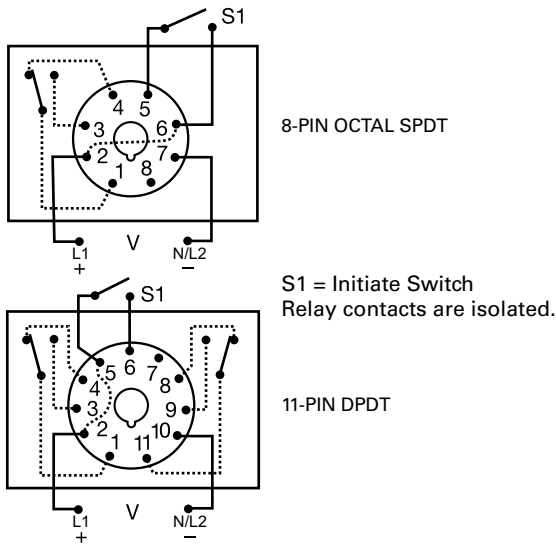 S1
4 5
3 6
2 7
1 8
8-PIN OCTAL SPDT
L1 V N/L2
+ −
S1
S1 = Initiate Switch
Relay contacts are isolated.
5 6 7
4 8
3 9
2 10
1 11
11-PIN DPDT
L1 V N/L2
+ −